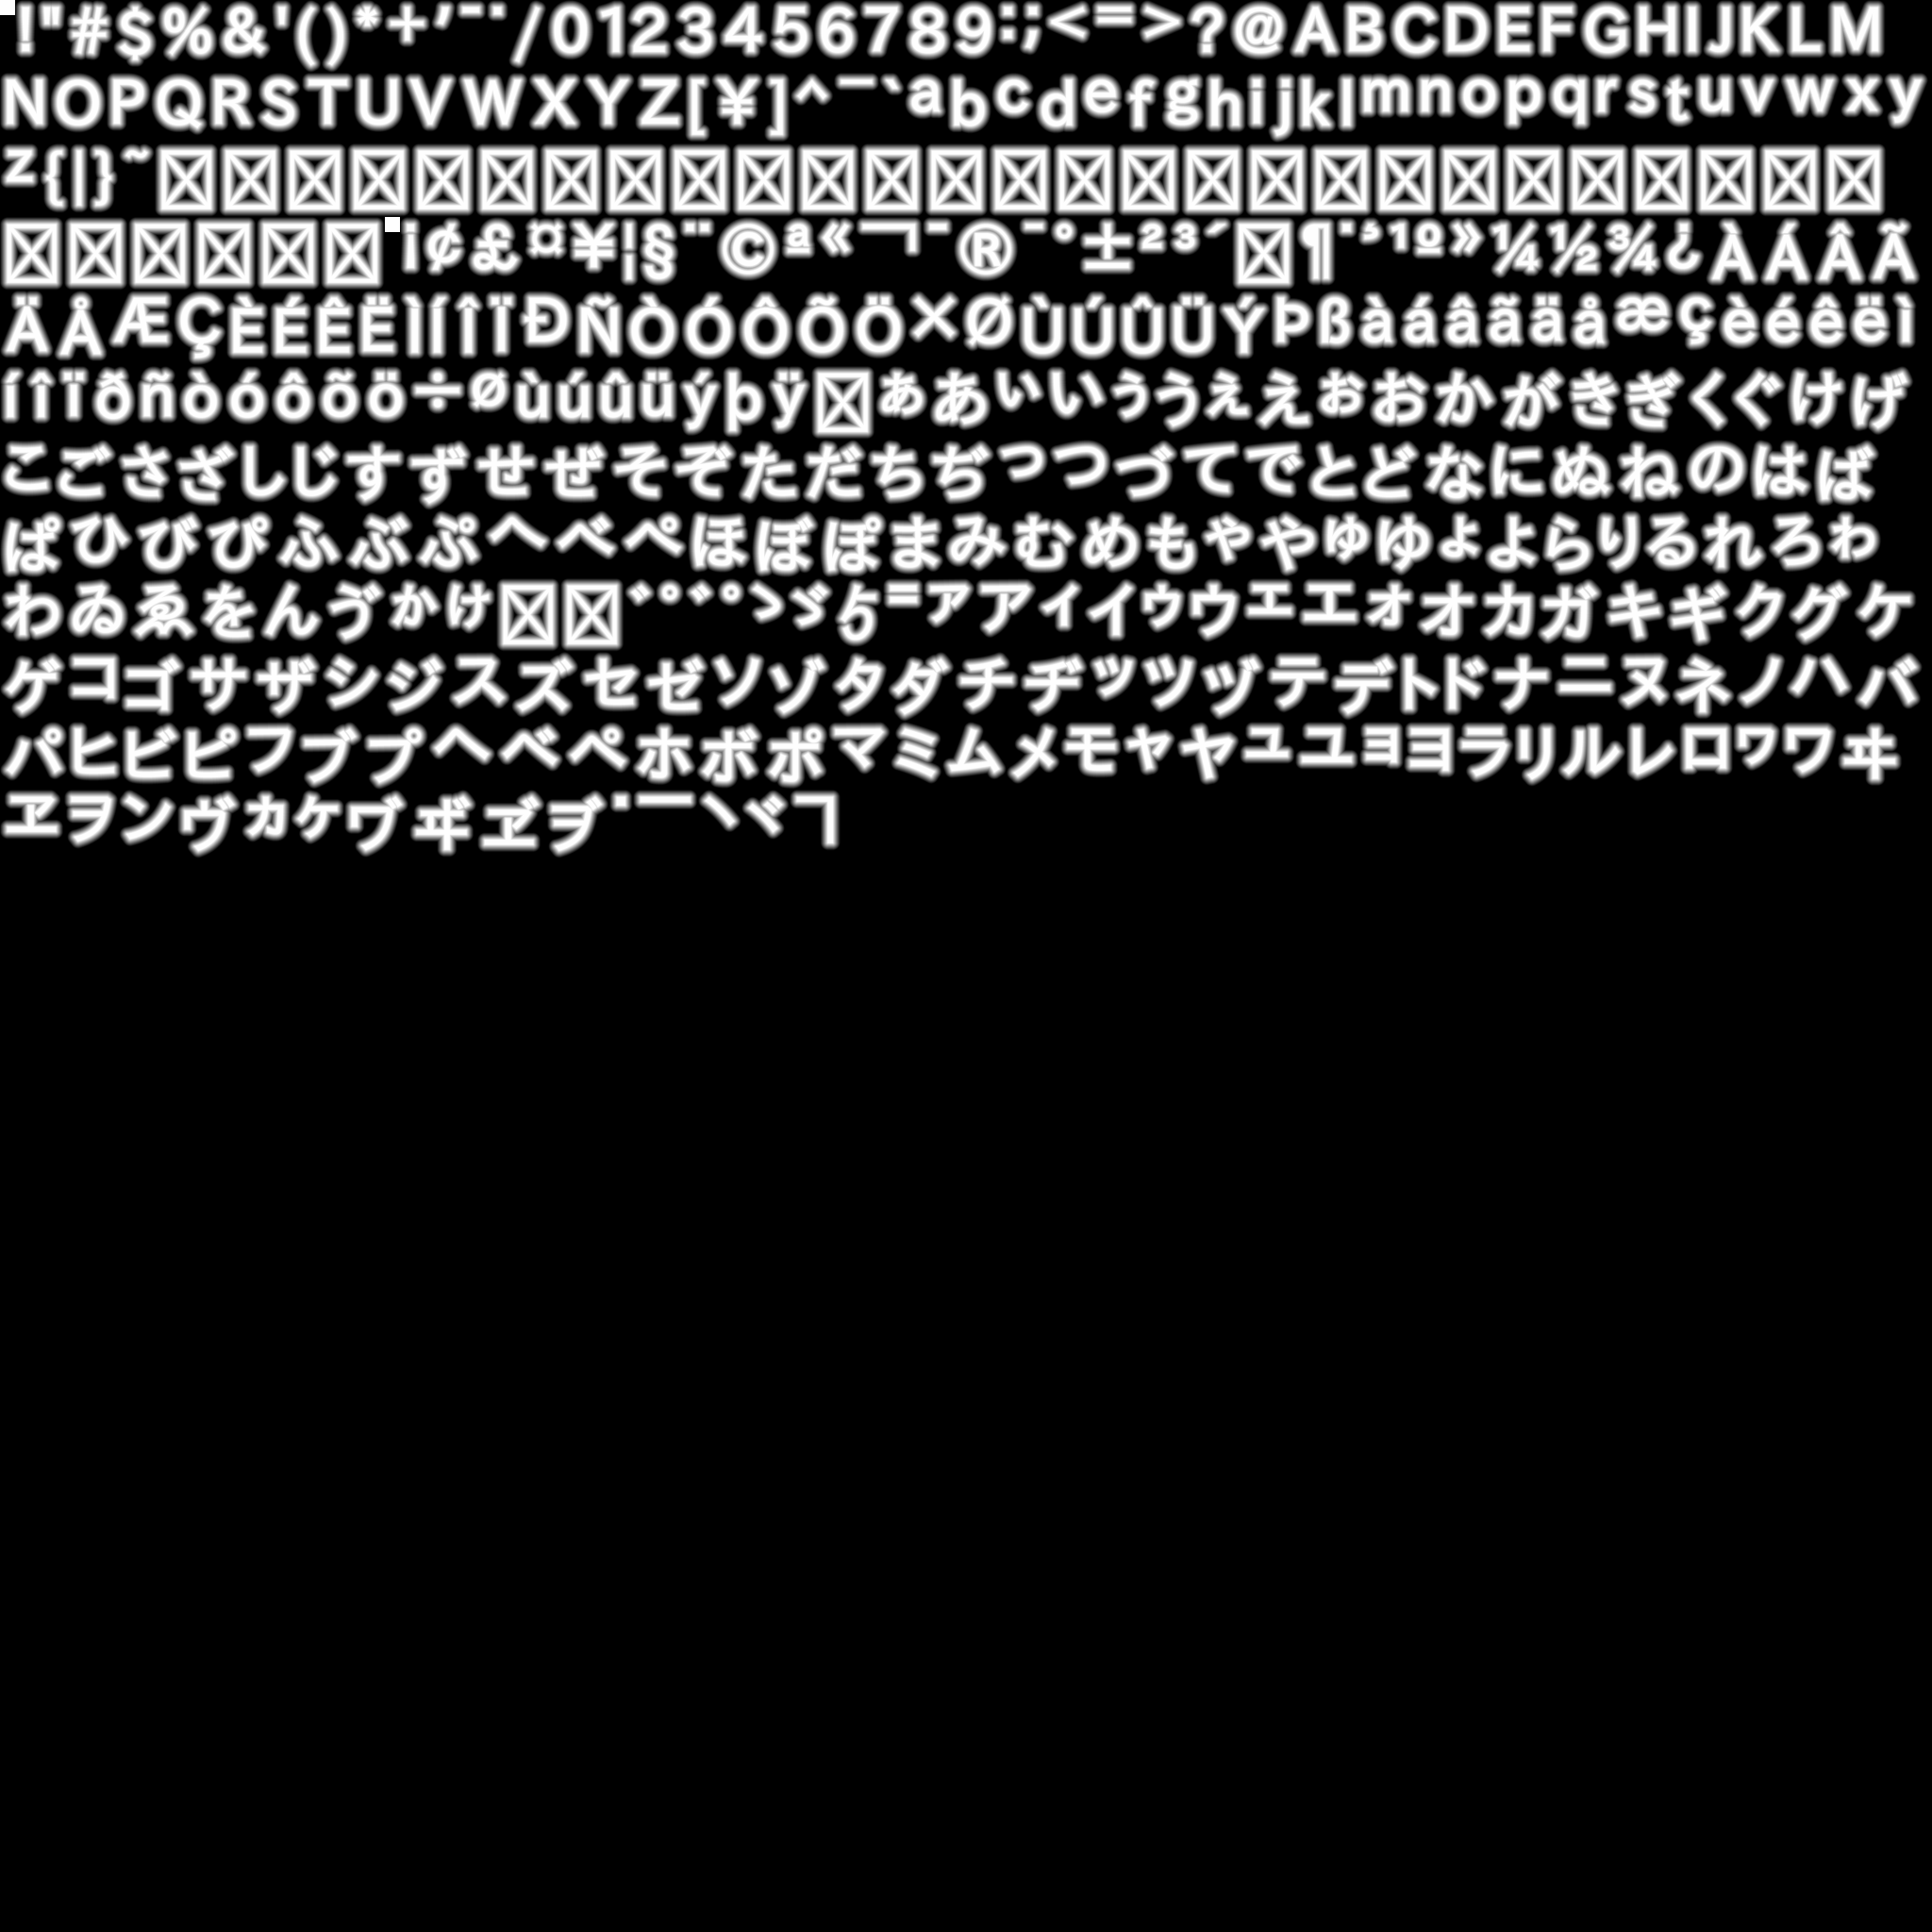 !"#$%&'()*+,-./0123456789:;<=>?@ABCDEFGHIJKLM
NOPQRSTUVWXYZ[¥]^_`abcdefghijklmnopqrstuvwxy
z{|}~
¡¢£¤¥¦§¨©ª«¬-®¯°±²³´¶·¸¹º»¼½¾¿ÀÁÂÃ
ÄÅÆÇÈÉÊËÌÍÎÏÐÑÒÓÔÕÖ×ØÙÚÛÜÝÞßàáâãäåæçèéêëì
íîïðñòóôõö÷øùúûüýþÿぁあぃいぅうぇえぉおかがきぎくぐけげ
こごさざしじすずせぜそぞただちぢっつづてでとどなにぬねのはば
ぱひびぴふぶぷへべぺほぼぽまみむめもゃやゅゆょよらりるれろゎ
わゐゑをんゔゕゖ゙゚゛゜ゝゞゟ゠ァアィイゥウェエォオカガキギクグケ
ゲコゴサザシジスズセゼソゾタダチヂッツヅテデトドナニヌネノハバ
パヒビピフブプヘベペホボポマミムメモャヤュユョヨラリルレロヮワヰ
ヱヲンヴヵヶヷヸヹヺ・ーヽヾヿ